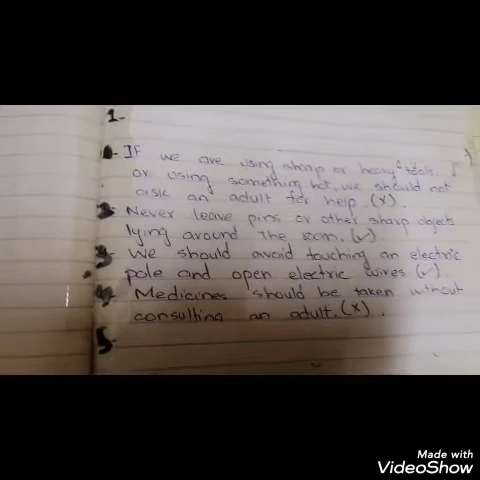 1-
1- If we are using sharp or heavy tools.
or using something hot, we should not
ask an adult for help. (x).
2- Never leave pins or other sharp objects
lying around the room. (✓)
3- We should avoid touching an electric
pole and open electric wires (✓).
4- Medicines should be taken without
consulting an adult. (x).
5-
Made with
VideoShow